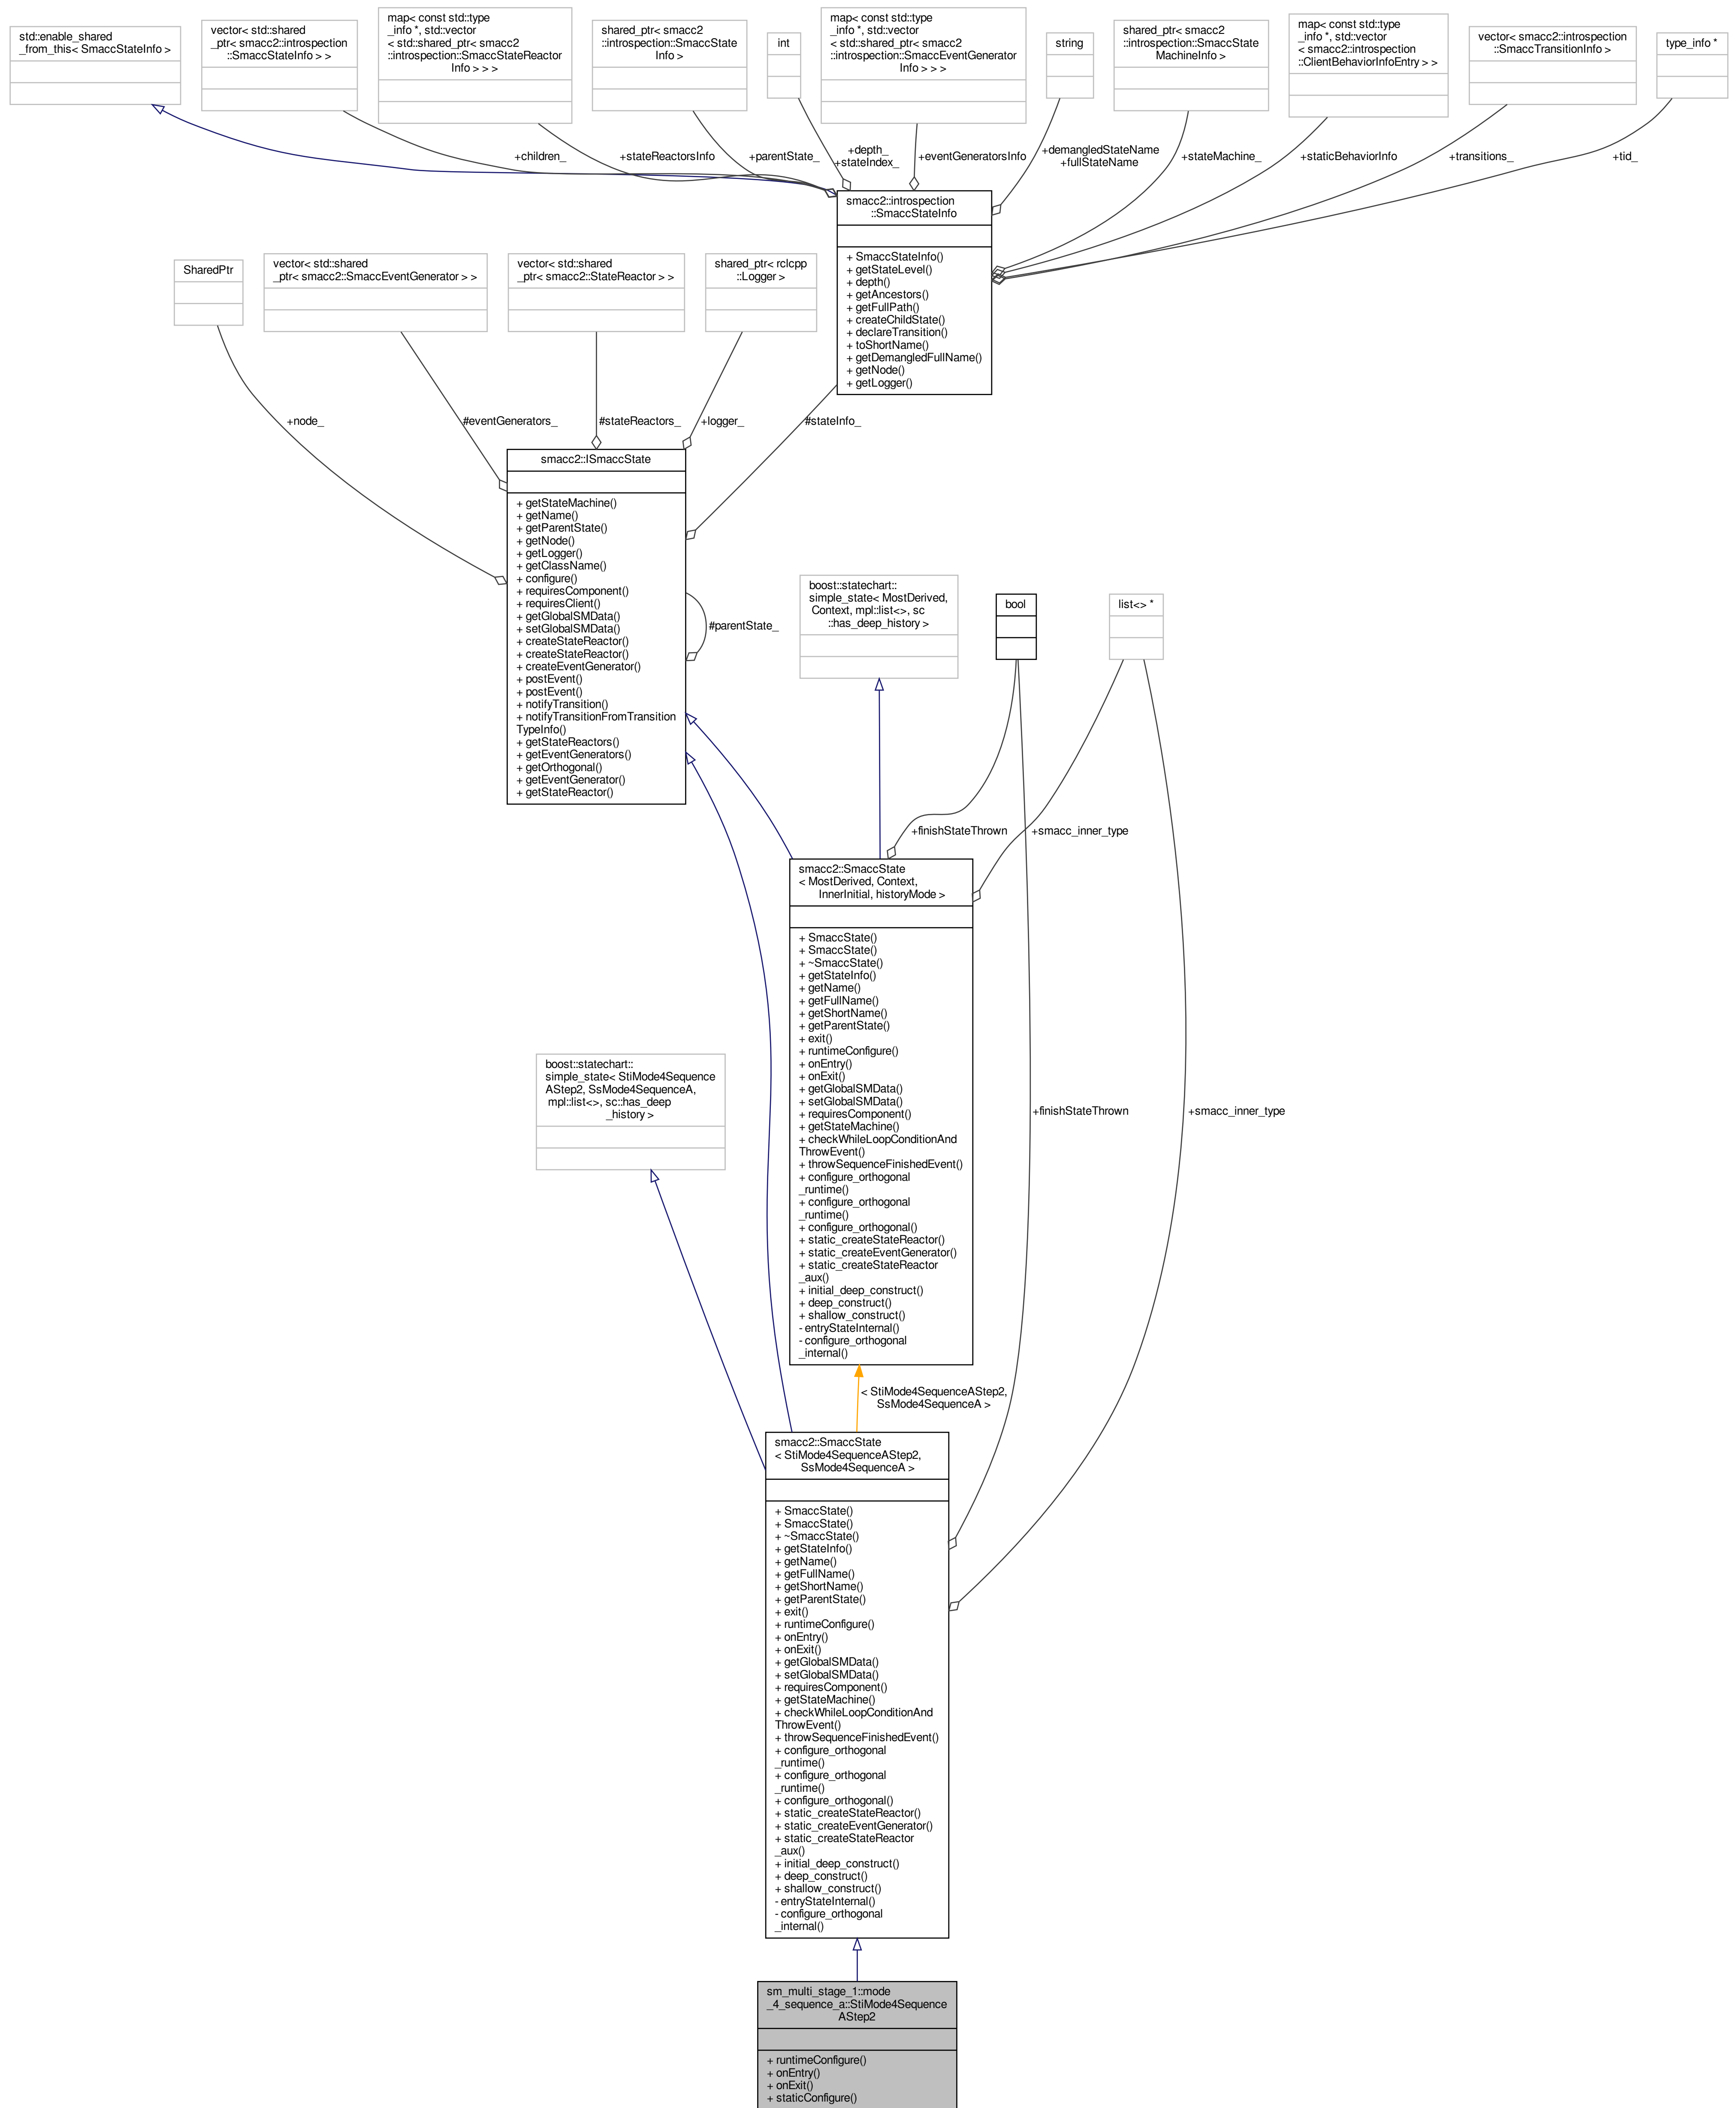 std::enable_shared
_from_this< SmaccStateInfo >
vector< std::shared
_ptr< smacc2::introspection
::SmaccStateInfo > >
map< const std::type
_info *, std::vector
< std::shared_ptr< smacc2
::introspection::SmaccStateReactor
Info > > >
shared_ptr< smacc2
::introspection::SmaccState
Info >
int
map< const std::type
_info *, std::vector
< std::shared_ptr< smacc2
::introspection::SmaccEventGenerator
Info > > >
string
shared_ptr< smacc2
::introspection::SmaccState
MachineInfo >
map< const std::type
_info *, std::vector
< smacc2::introspection
::ClientBehaviorInfoEntry > >
vector< smacc2::introspection
::SmaccTransitionInfo >
type_info *
+children_
+stateReactorsInfo
+parentState_
+depth_
+stateIndex_
+eventGeneratorsInfo
+demangledStateName
+fullStateName
+stateMachine_
+staticBehaviorInfo
+transitions_
+tid_
smacc2::introspection
::SmaccStateInfo
+ SmaccStateInfo()
+ getStateLevel()
+ depth()
+ getAncestors()
+ getFullPath()
+ createChildState()
+ declareTransition()
+ toShortName()
+ getDemangledFullName()
+ getNode()
+ getLogger()
SharedPtr
vector< std::shared
_ptr< smacc2::SmaccEventGenerator > >
vector< std::shared
_ptr< smacc2::StateReactor > >
shared_ptr< rclcpp
::Logger >
+node_
#eventGenerators_
#stateReactors_
+logger_
#stateInfo_
smacc2::ISmaccState
+ getStateMachine()
+ getName()
+ getParentState()
+ getNode()
+ getLogger()
+ getClassName()
+ configure()
+ requiresComponent()
+ requiresClient()
+ getGlobalSMData()
+ setGlobalSMData()
+ createStateReactor()
+ createStateReactor()
+ createEventGenerator()
+ postEvent()
+ postEvent()
+ notifyTransition()
+ notifyTransitionFromTransition
TypeInfo()
+ getStateReactors()
+ getEventGenerators()
+ getOrthogonal()
+ getEventGenerator()
+ getStateReactor()
#parentState_
boost::statechart::
simple_state< MostDerived,
Context, mpl::list<>, sc
::has_deep_history >
bool
list<> *
+finishStateThrown
+smacc_inner_type
smacc2::SmaccState
< MostDerived, Context,
InnerInitial, historyMode >
+ SmaccState()
+ SmaccState()
+ ~SmaccState()
+ getStateInfo()
+ getName()
+ getFullName()
+ getShortName()
+ getParentState()
+ exit()
+ runtimeConfigure()
+ onEntry()
+ onExit()
+ getGlobalSMData()
+ setGlobalSMData()
+ requiresComponent()
+ getStateMachine()
+ checkWhileLoopConditionAnd
ThrowEvent()
+ throwSequenceFinishedEvent()
+ configure_orthogonal
_runtime()
+ configure_orthogonal
_runtime()
+ configure_orthogonal()
+ static_createStateReactor()
+ static_createEventGenerator()
+ static_createStateReactor
_aux()
+ initial_deep_construct()
+ deep_construct()
+ shallow_construct()
- entryStateInternal()
- configure_orthogonal
_internal()
boost::statechart::
simple_state< StiMode4Sequence
AStep2, SsMode4SequenceA,
mpl::list<>, sc::has_deep
_history >
+finishStateThrown
+smacc_inner_type
< StiMode4SequenceAStep2,
SsMode4SequenceA >
smacc2::SmaccState
< StiMode4SequenceAStep2,
SsMode4SequenceA >
+ SmaccState()
+ SmaccState()
+ ~SmaccState()
+ getStateInfo()
+ getName()
+ getFullName()
+ getShortName()
+ getParentState()
+ exit()
+ runtimeConfigure()
+ onEntry()
+ onExit()
+ getGlobalSMData()
+ setGlobalSMData()
+ requiresComponent()
+ getStateMachine()
+ checkWhileLoopConditionAnd
ThrowEvent()
+ throwSequenceFinishedEvent()
+ configure_orthogonal
_runtime()
+ configure_orthogonal
_runtime()
+ configure_orthogonal()
+ static_createStateReactor()
+ static_createEventGenerator()
+ static_createStateReactor
_aux()
+ initial_deep_construct()
+ deep_construct()
+ shallow_construct()
- entryStateInternal()
- configure_orthogonal
_internal()
sm_multi_stage_1::mode
_4_sequence_a::StiMode4Sequence
AStep2
+ runtimeConfigure()
+ onEntry()
+ onExit()
+ staticConfigure()